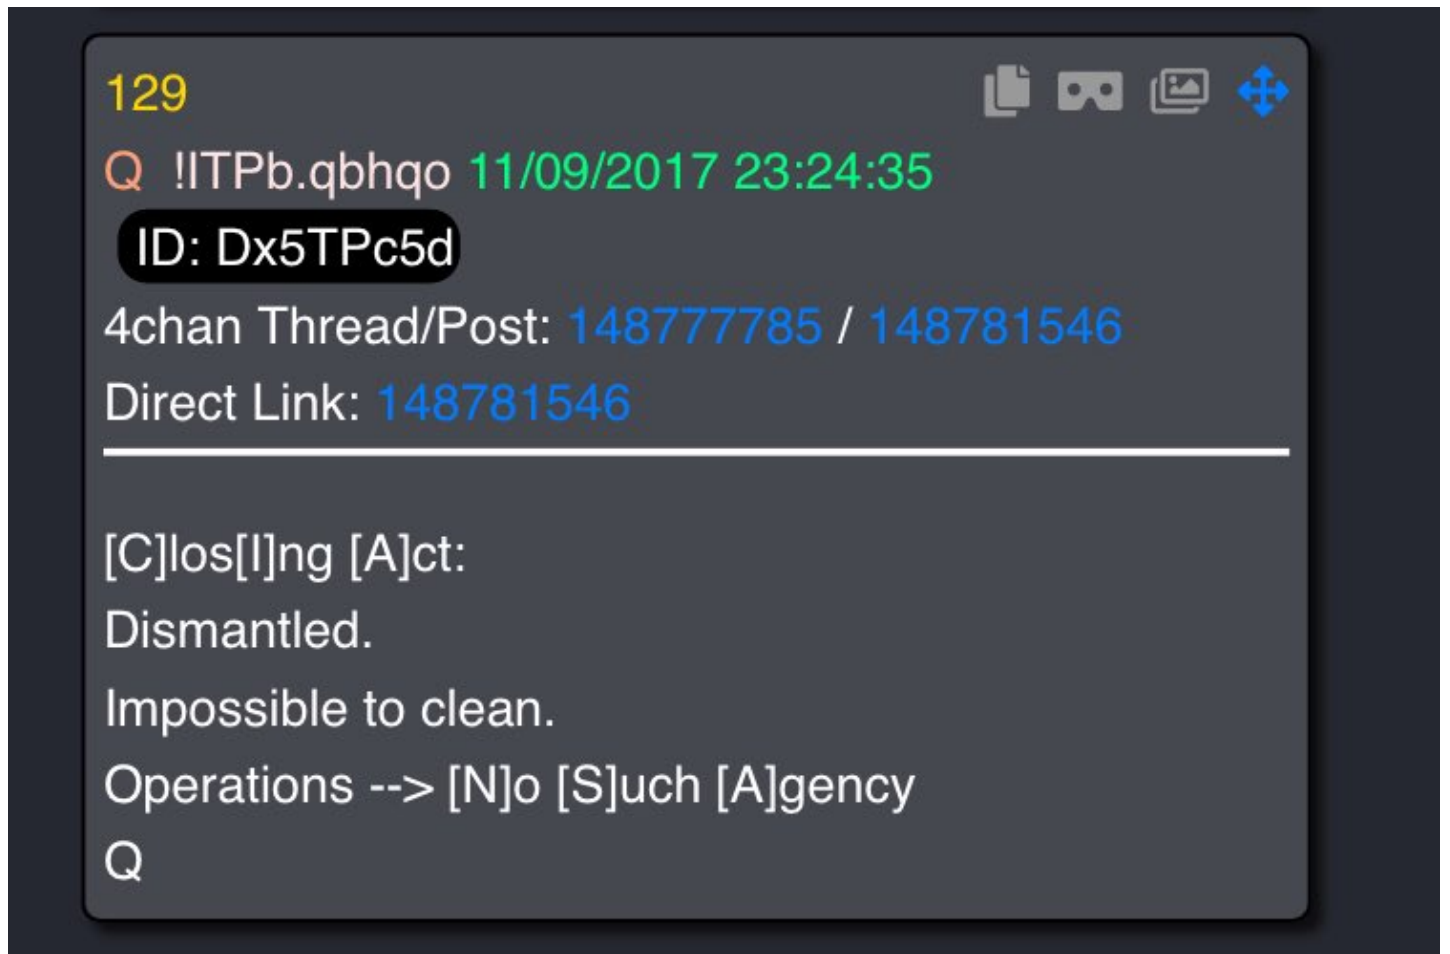 129
Q !ITPb.qbhqo 11/09/2017 23:24:35
ID: Dx5TPc5d
4chan Thread/Post: 148777785 / 148781546
Direct Link: 148781546
[C]los[I]ng [A]ct:
Dismantled.
Impossible to clean.
Operations --> [N]o [S]uch [A]gency
Q